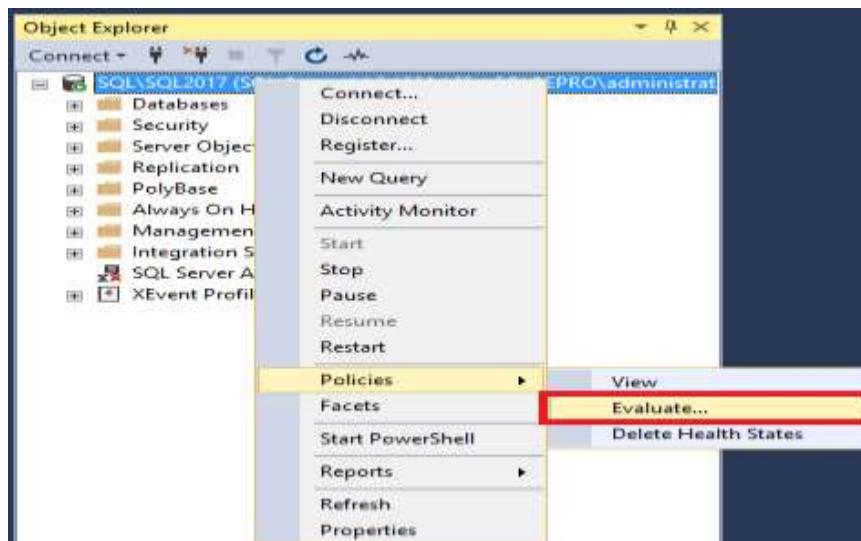 Object Explorer
Connect
SQL\SQL2017 (S EPRO\administrat
Databases
Security
Server Objec
Replication
PolyBase
Always On H
Managemen
Integration S
SQL Server A
XEvent Profil
Connect...
Disconnect
Register...
New Query
Activity Monitor
Start
Stop
Pause
Resume
Restart
Policies
Facets
Start PowerShell
Reports
Refresh
Properties
View
Evaluate...
Delete Health States